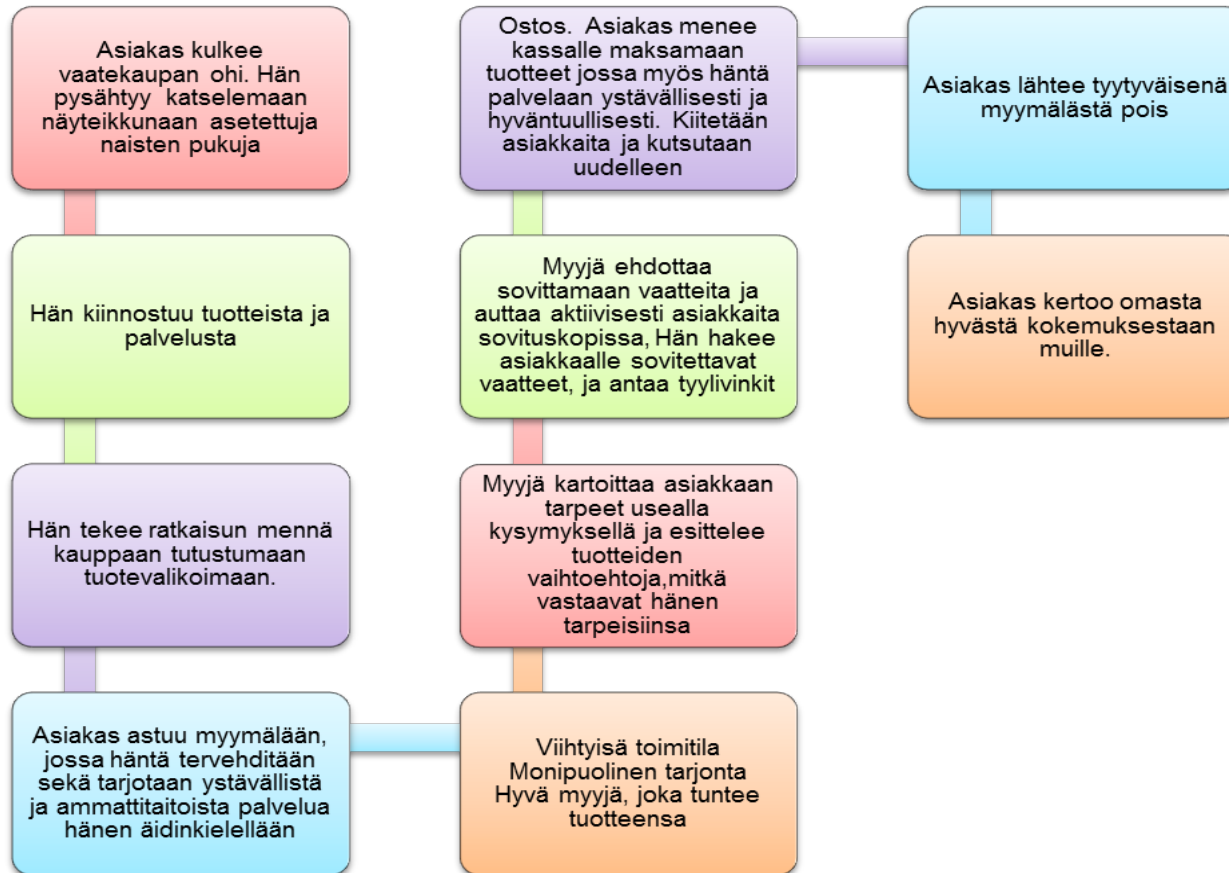 Asiakas kulkee
vaatekaupan ohi. Hän
pysähtyy katselemaan
näyteikkunaan asetettuja
naisten pukuja
Hän kiinnostuu tuotteista ja
palvelusta
Hän tekee ratkaisun mennä
kauppaan tutustumaan
tuotevalikoimaan.
Asiakas astuu myymälään,
jossa häntä tervehditään
sekä tarjotaan ystävällistä
ja ammattitaitoista palvelua
hänen äidinkielellään
Viihtyisä toimitila
Monipuolinen tarjonta
Hyvä myyjä, joka tuntee
tuotteensa
Myyjä kartoittaa asiakkaan
tarpeet usealla
kysymyksellä ja esittelee
tuotteiden
vaihtoehtoja,mitkä
vastaavat hänen
tarpeisiinsa
Myyjä ehdottaa
sovittamaan vaatteita ja
auttaa aktiivisesti asiakkaita
sovituskopissa, Hän hakee
asiakkaalle sovitettavat
vaatteet, ja antaa tyylivinkit
Ostos. Asiakas menee
kassalle maksamaan
tuotteet jossa myös häntä
palvelaan ystävällisesti ja
hyväntuullisesti. Kiitetään
asiakkaita ja kutsutaan
uudelleen
Asiakas lähtee tyytyväisenä
myymälästä pois
Asiakas kertoo omasta
hyvästä kokemuksestaan
muille.